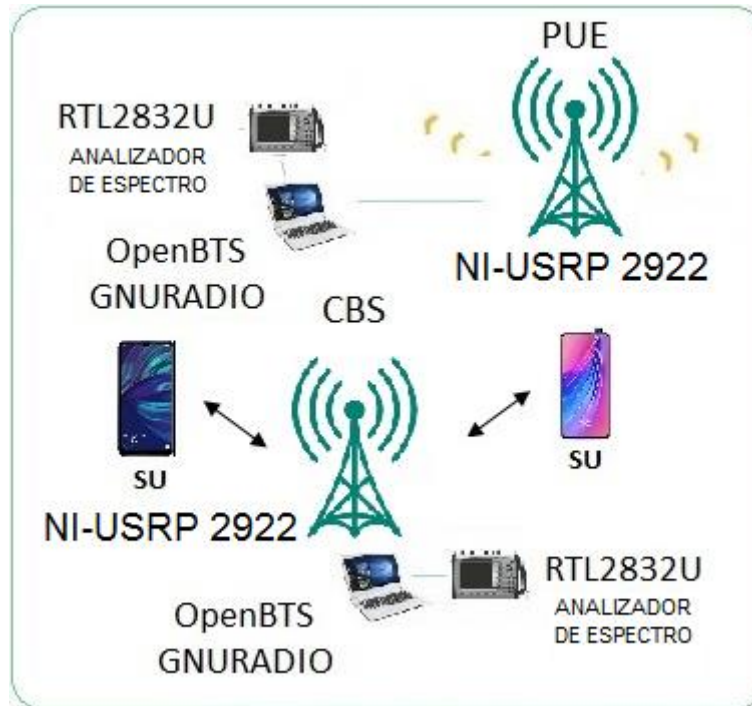 PUE
RTL2832U
ANALIZADOR
DE ESPECTRO
OpenBTS
GNURADIO
NI-USRP 2922
CBS
SU
SU
NI-USRP 2922
RTL2832U
ANALIZADOR
DE ESPECTRO
OpenBTS
GNURADIO